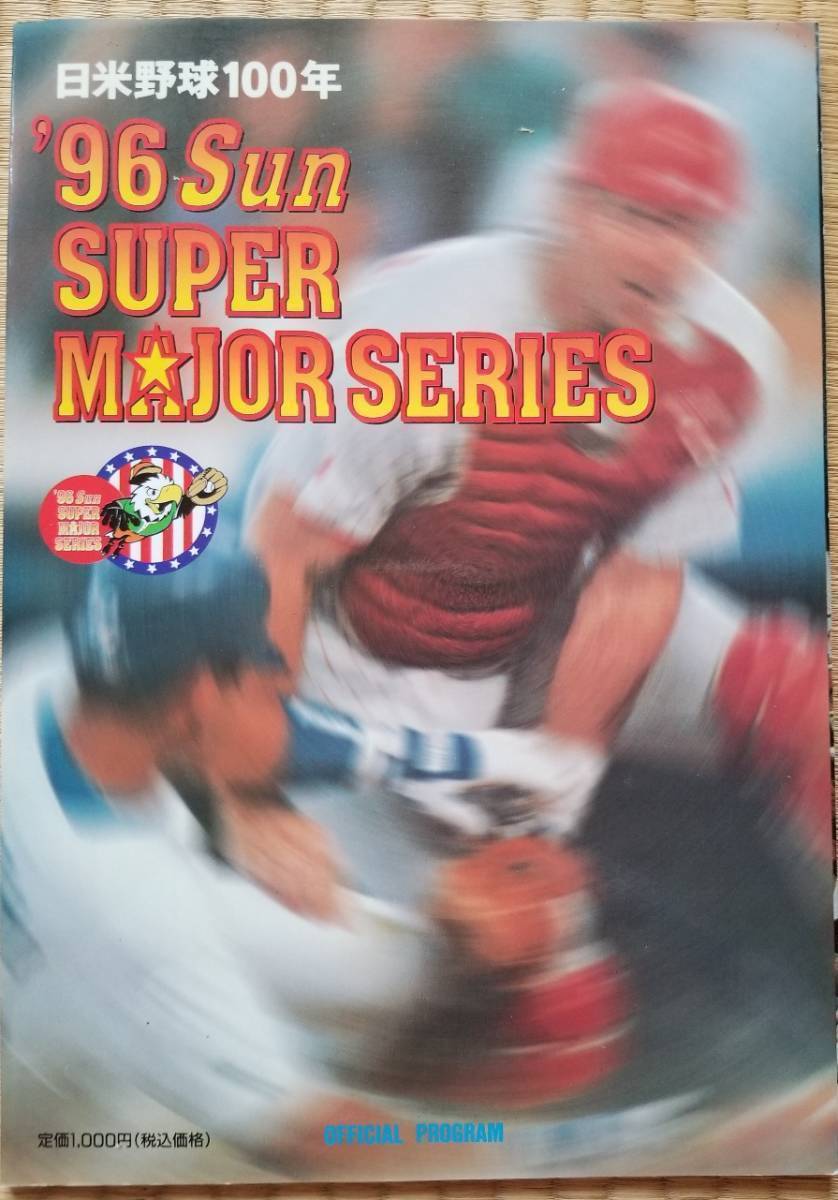 日米野球100年
'96 Sun
SUPER
MAJOR SERIES
'96 Sun
SUPER
MAJOR
SERIES
定価1,000円(税込価格)
OFFICIAL PROGRAM